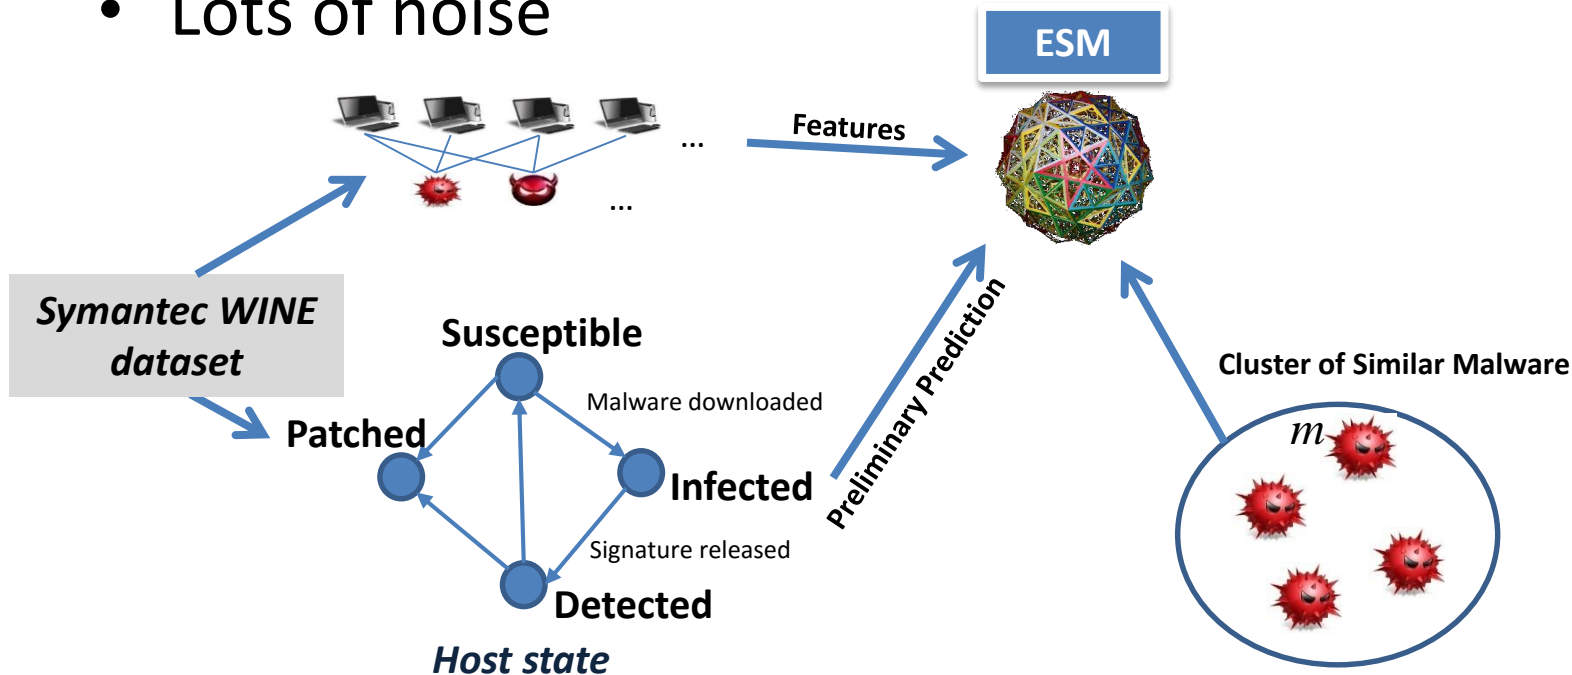 • Lots of noise
ESM
Features
...
...
Symantec WINE
dataset
Susceptible
Malware downloaded
Patched
Infected
Signature released
Detected
Host state
Preliminary Prediction
Cluster of Similar Malware
m